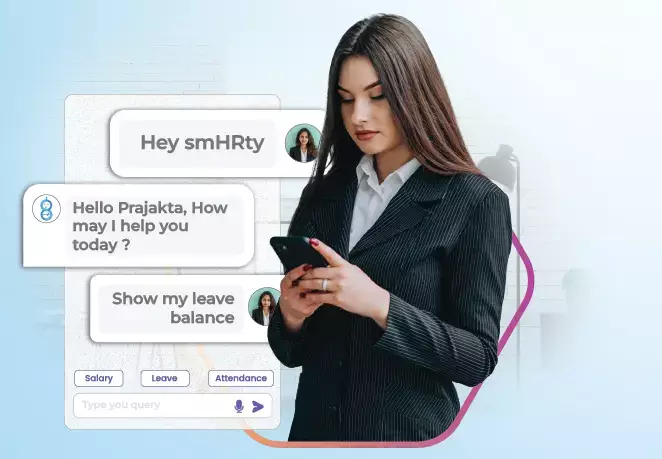 Hey smHRty
Hello Prajakta, How
may I help you
today ?
Show my leave
balance
Salary
Leave
Attendance
Type you query